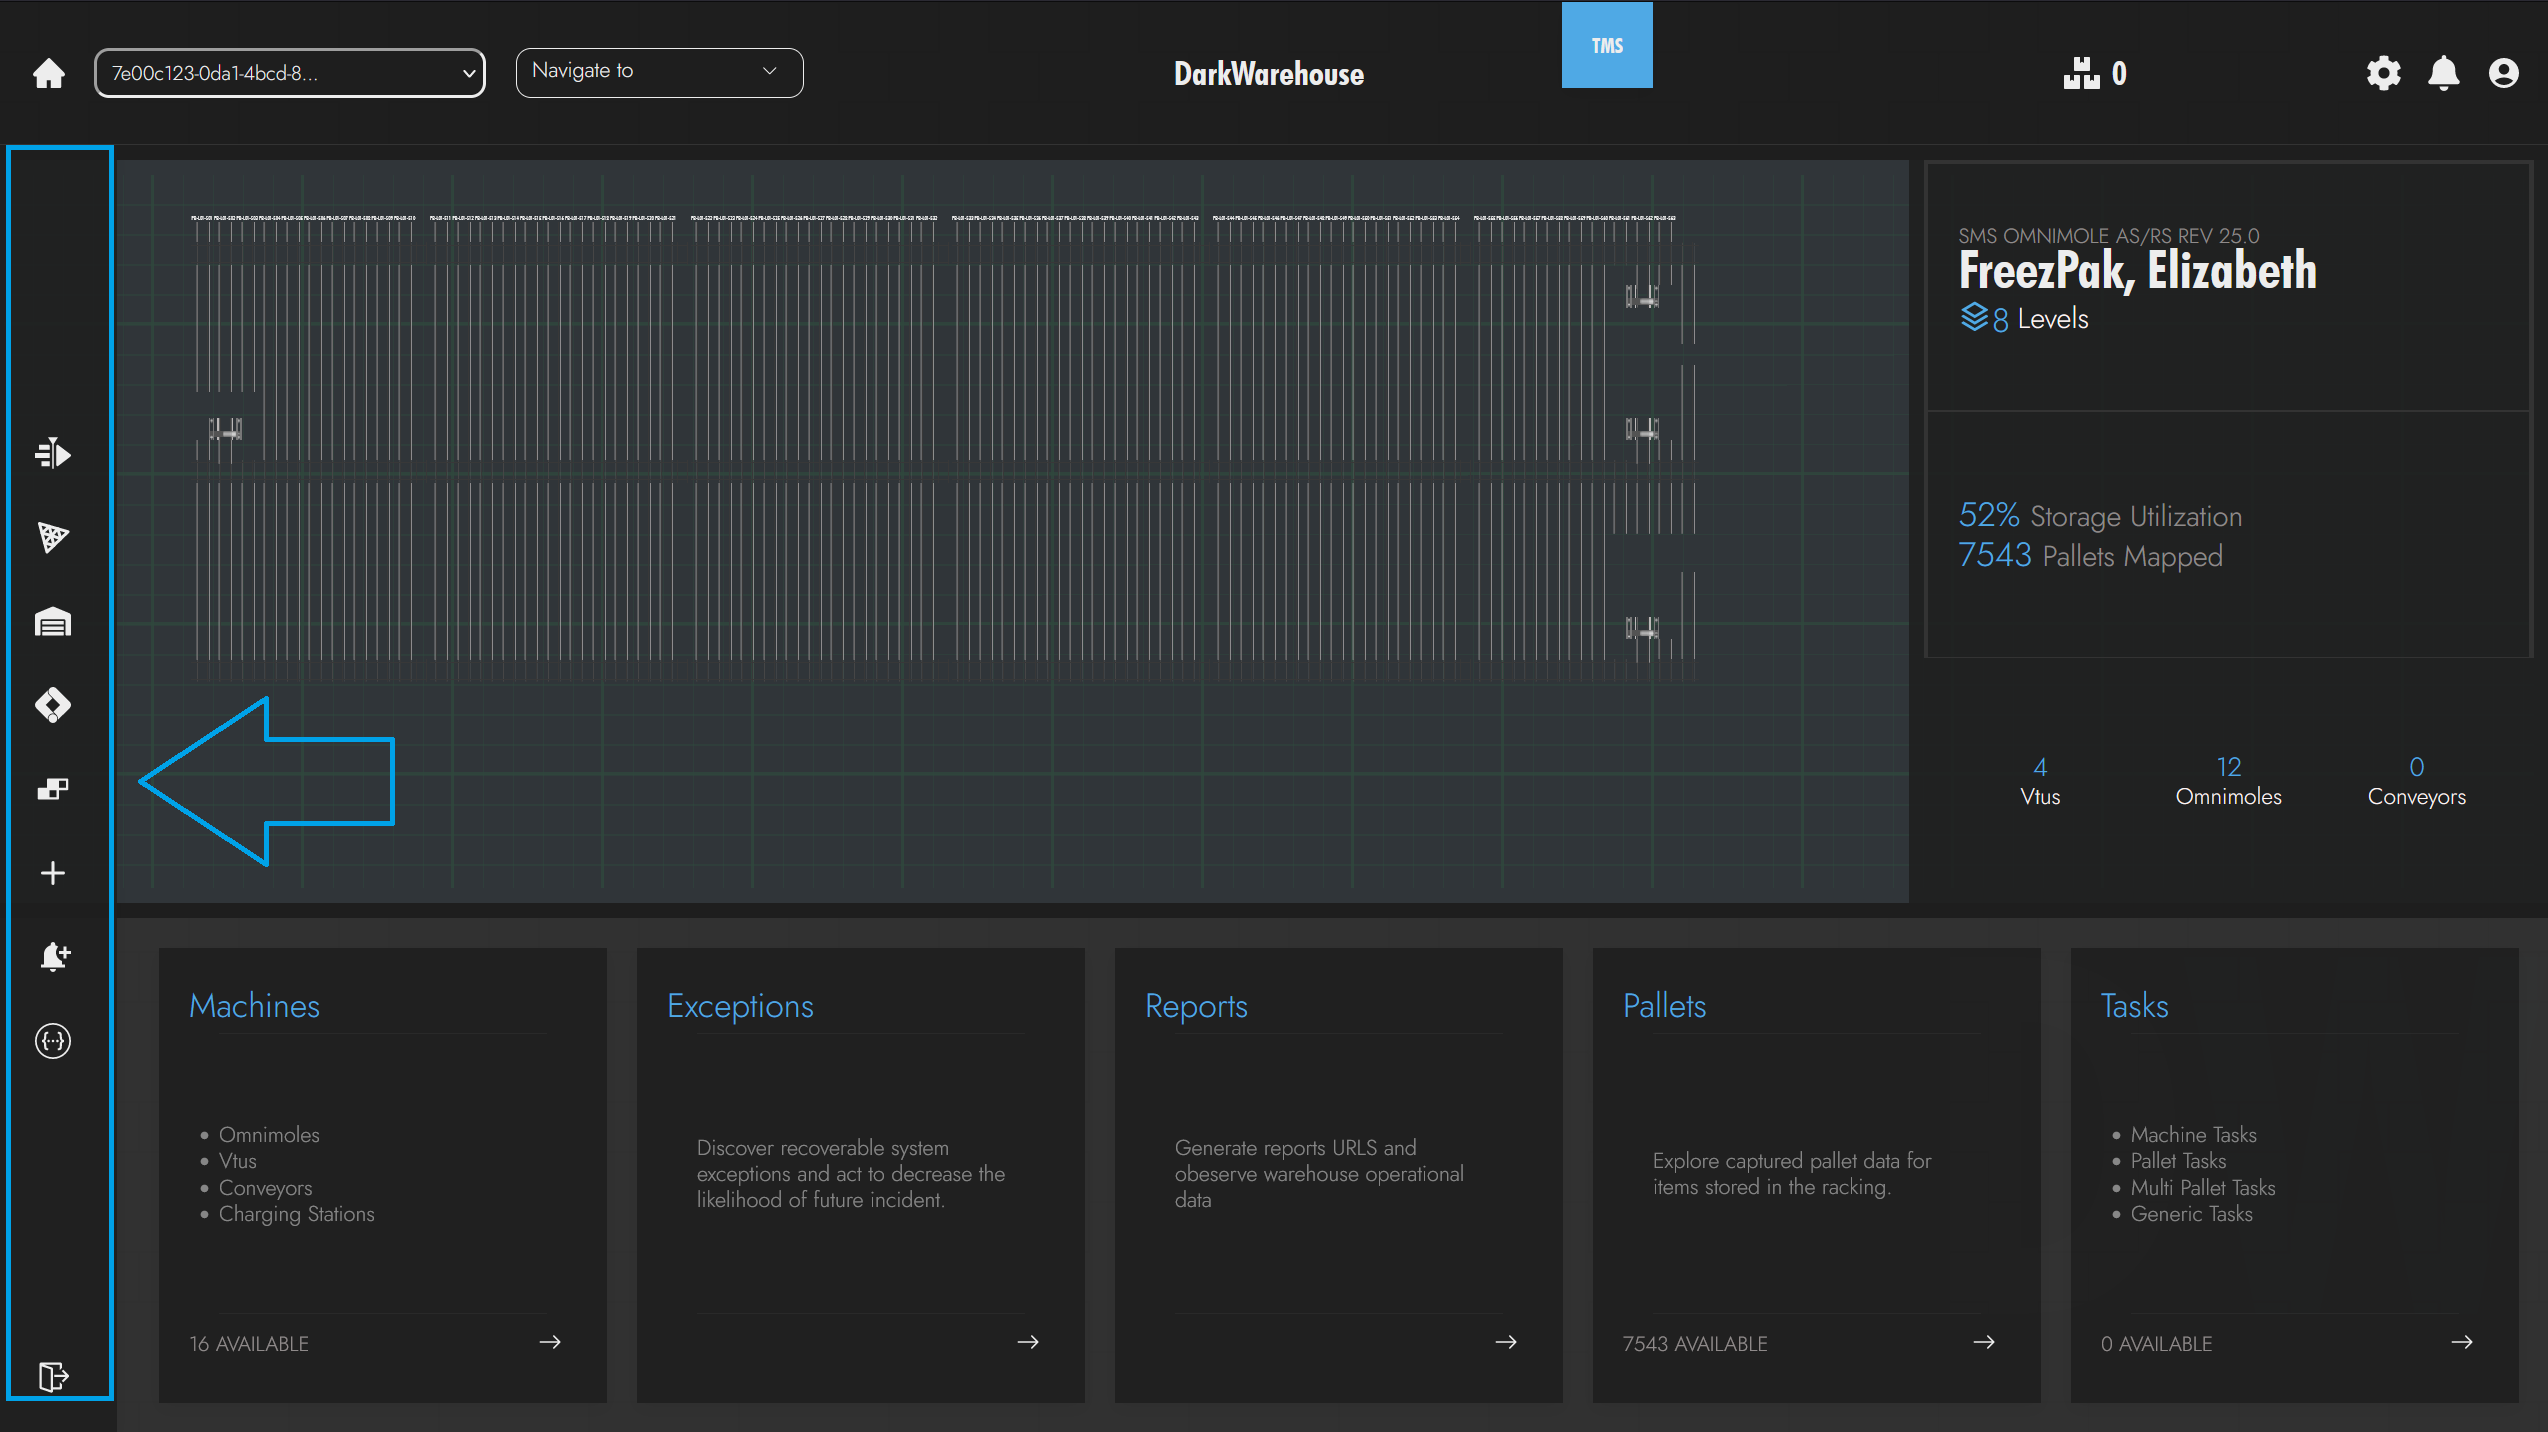 7e00c123-0da1-4bcd-8...
Navigate to
DarkWarehouse
TMS
0
SMS OMNIMOLE AS/RS REV 25.0
FreezPak, Elizabeth
8 Levels
52% Storage Utilization
7543 Pallets Mapped
4
Vtus
12
Omnimoles
0
Conveyors
Machines
Omnimoles
Vtus
Conveyors
Charging Stations
16 AVAILABLE
Exceptions
Discover recoverable system
exceptions and act to decrease the
likelihood of future incident.
Reports
Generate reports URLS and
obeserve warehouse operational
data
Pallets
Explore captured pallet data for
items stored in the racking.
7543 AVAILABLE
Tasks
Machine Tasks
Pallet Tasks
Multi Pallet Tasks
Generic Tasks
0 AVAILABLE